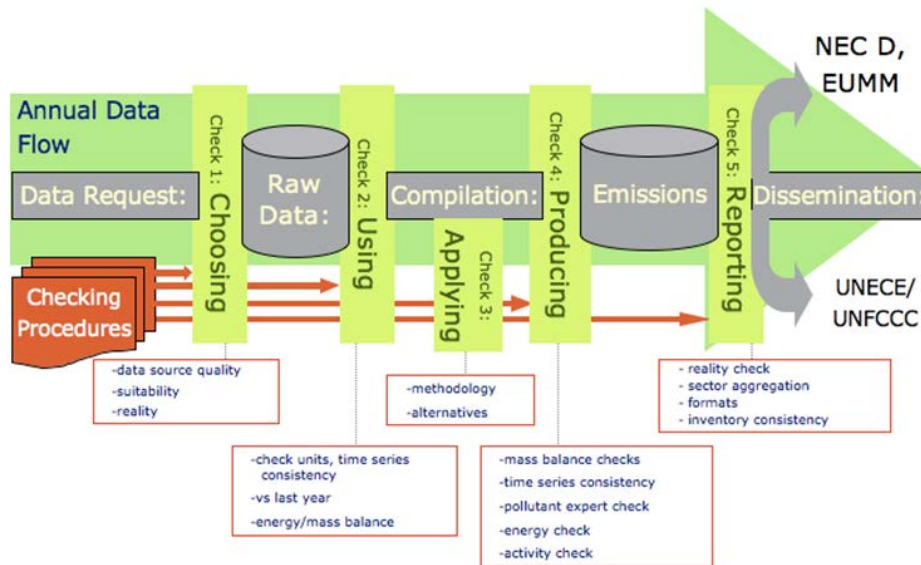 NEC D,
EUMM
Annual Data
Flow
Check 1: Choosing
Check 2: Using
Check 4: Producing
Check 5: Reporting
Data Request:
Raw
Data:
Compilation:
Emissions
Dissemination:
Applying
Check 3:
Checking
Procedures
UNECE/
UNFCCC
-data source quality
-suitability
-reality
-methodology
-alternatives
- reality check
- sector aggregation
- formats
- inventory consistency
-check units, time series
consistency
-vs last year
-energy/mass balance
-mass balance checks
-time series consistency
-pollutant expert check
-energy check
-activity check